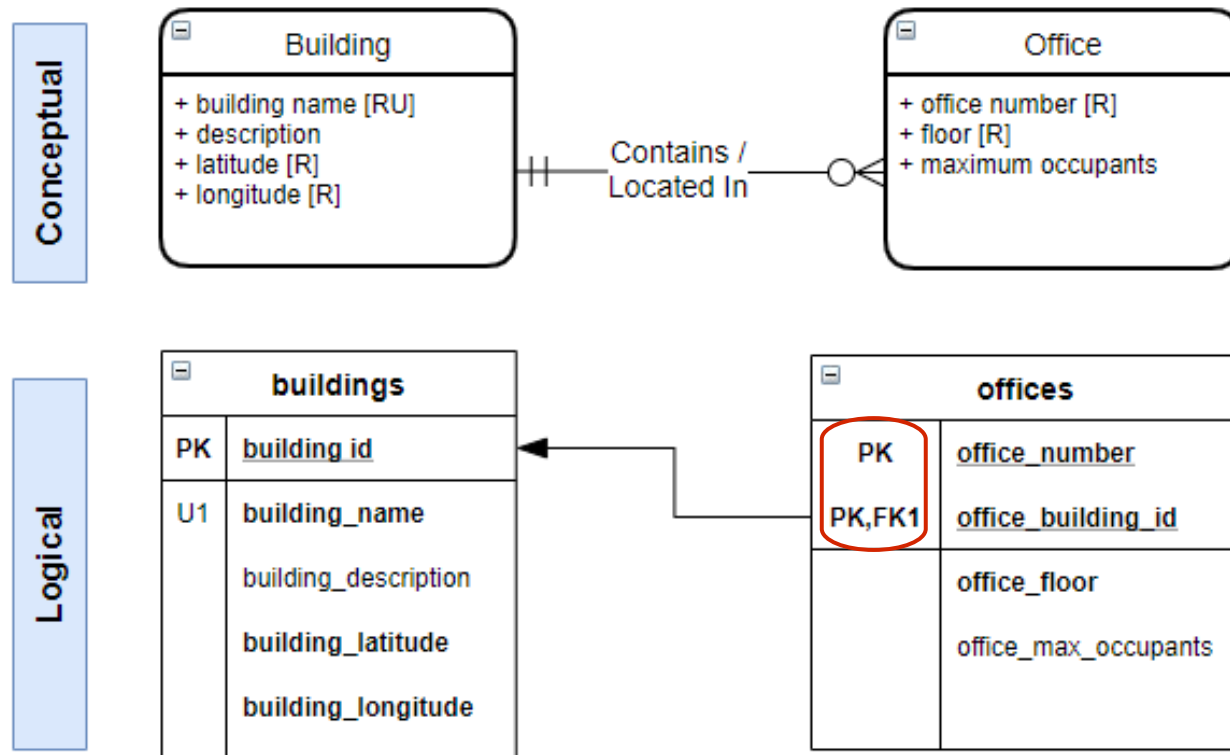 Conceptual
Building
+ building name [RU]
+ description
+ latitude [R]
+ longitude [R]
Contains /
Located In
Office
+ office number [R]
+ floor [R]
+ maximum occupants
Logical
buildings
PK building id
U1 building_name
building_description
building_latitude
building_longitude
offices
PK office_number
PK,FK1 office_building_id
office_floor
office_max_occupants